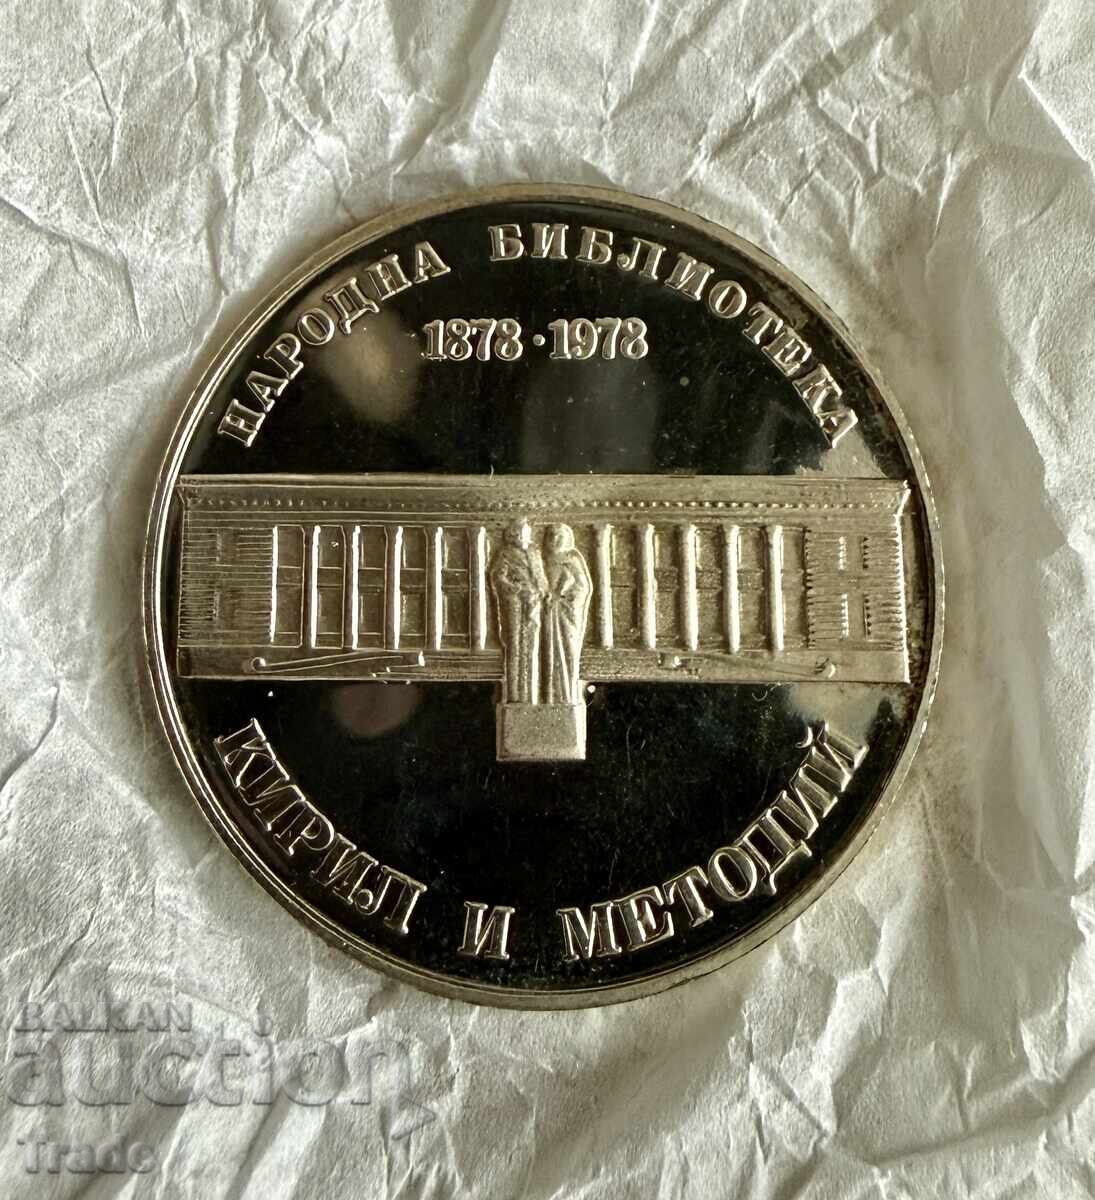 НАРОДНА БИБЛИОТЕКА
1878·1978
КИРИЛ И МЕТОДИЙ
BALKAN
auction
Trade